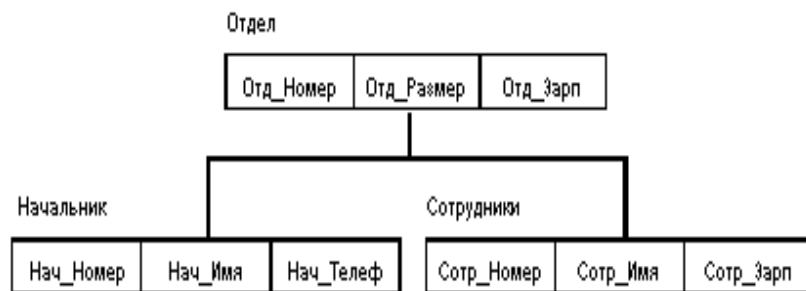 Отдел
Отд_Номер Отд_Размер Отд_Зарп
Начальник Сотрудники
Нач_Номер Нач_Имя Нач_Телеф Сотр_Номер Сотр_Имя Сотр_Зарп